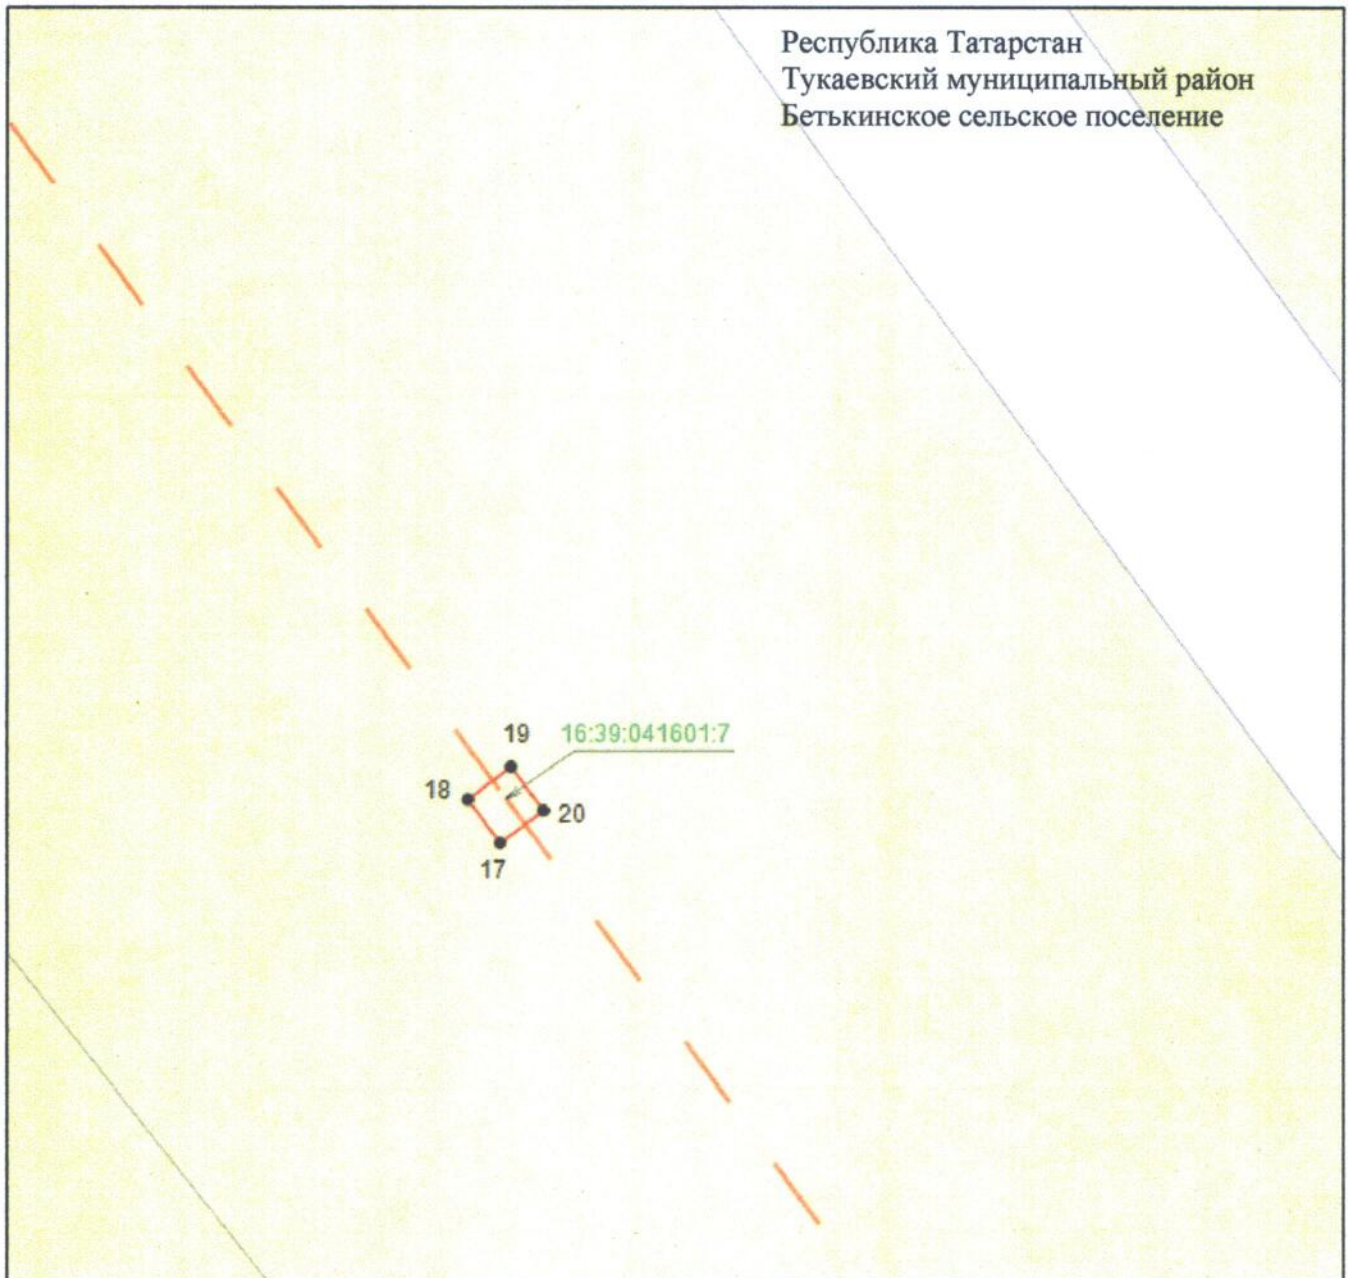 Республика Татарстан
Тукаевский муниципальный район
Бетькинское сельское поселение
19
16:39:041601:7
18
20
17